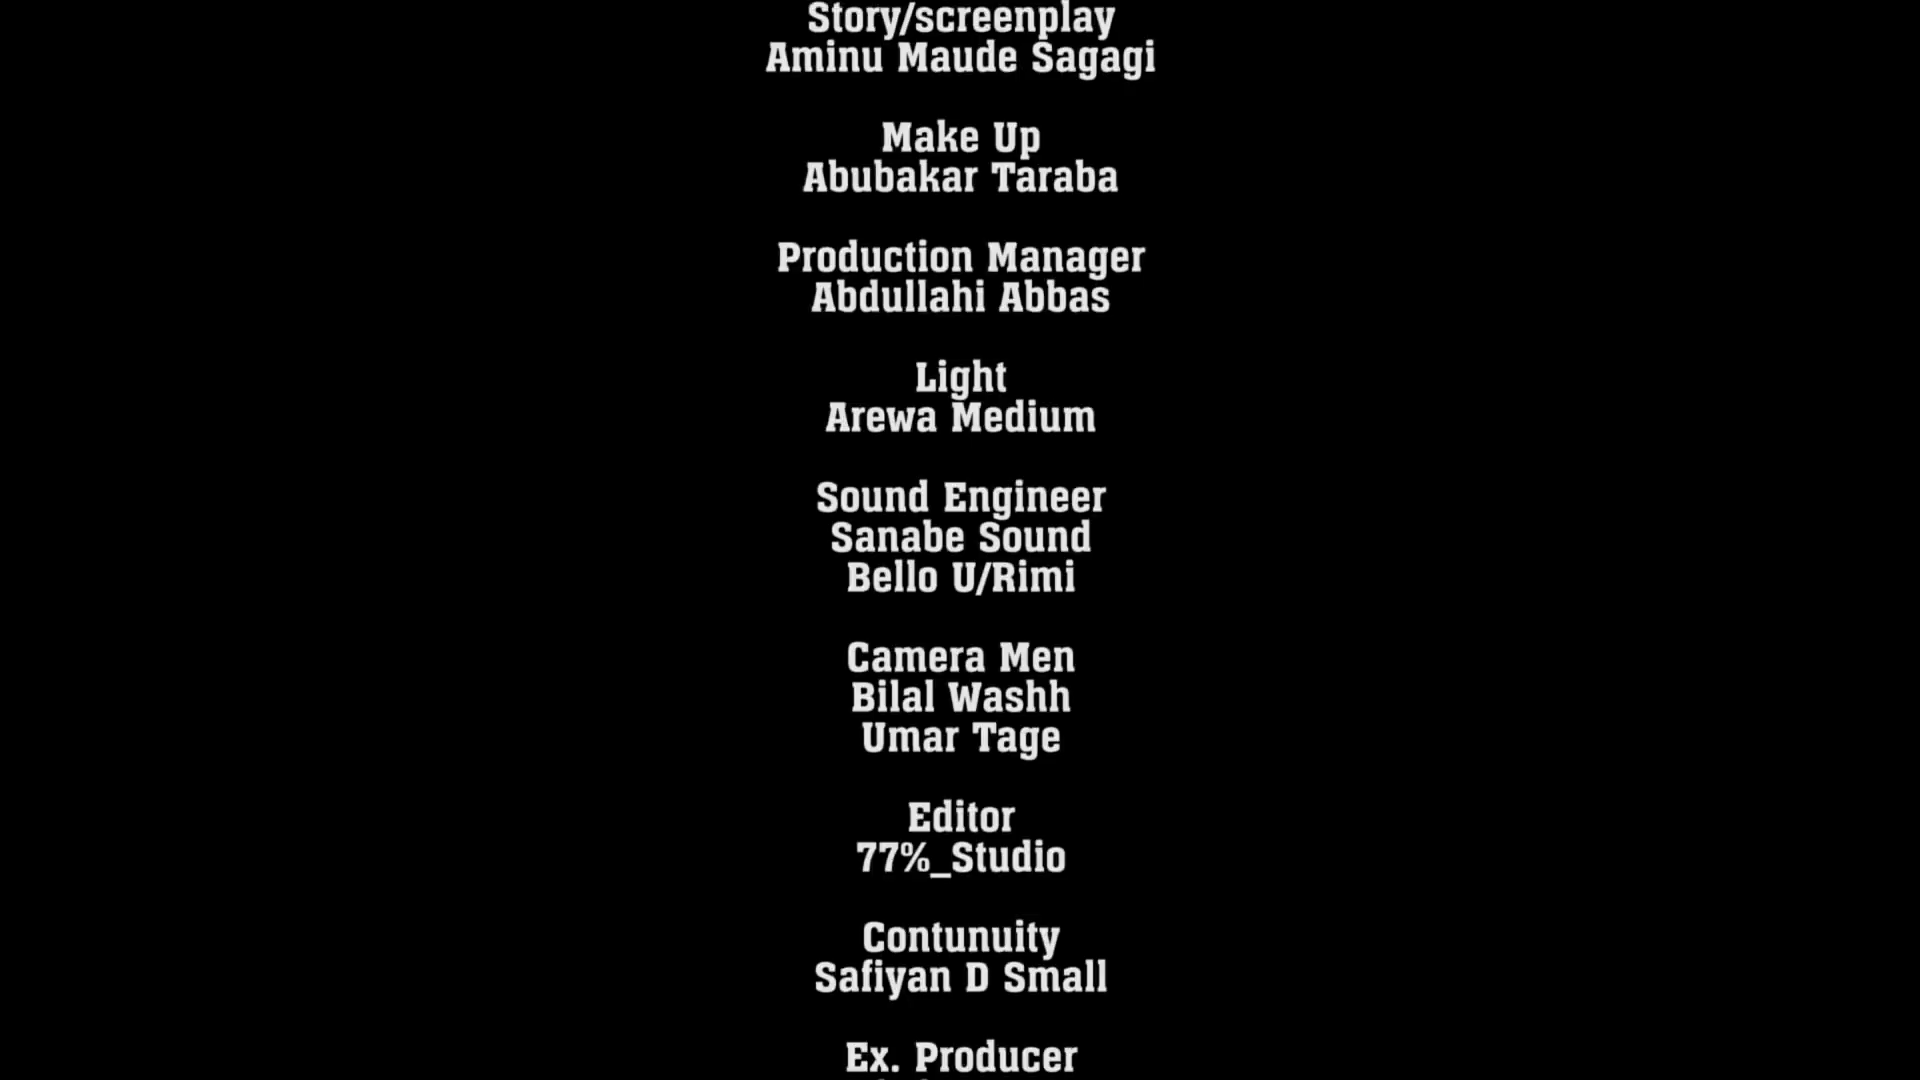 Story/screenplay
Aminu Maude Sagagi
Make Up
Abubakar Taraba
Production Manager
Abdullahi Abbas
Light
Arewa Medium
Sound Engineer
Sanabe Sound
Bello U/Rimi
Camera Men
Bilal Washh
Umar Tage
Editor
77%_Studio
Contunuity
Safiyan D Small
Ex. Producer